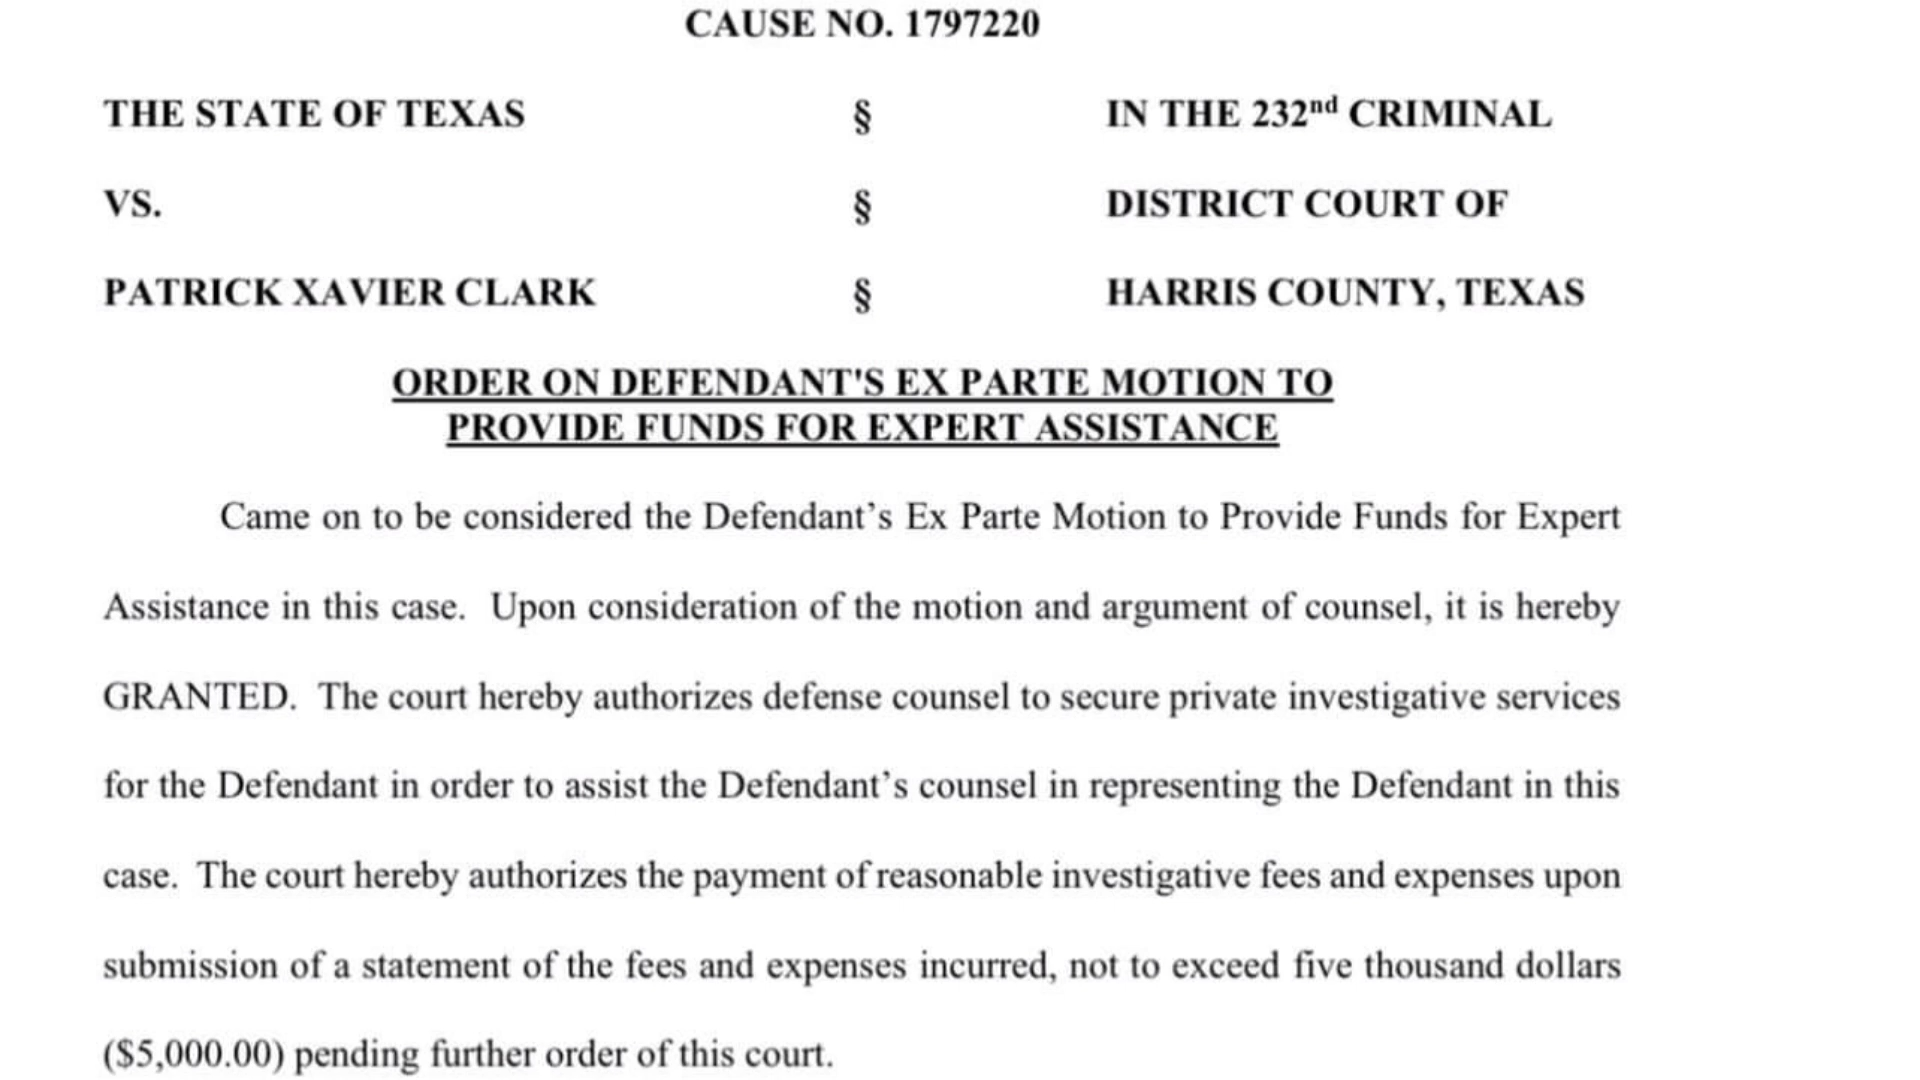 CAUSE NO. 1797220
THE STATE OF TEXAS § IN THE 232nd CRIMINAL
VS. § DISTRICT COURT OF
PATRICK XAVIER CLARK § HARRIS COUNTY, TEXAS
ORDER ON DEFENDANT'S EX PARTE MOTION TO
PROVIDE FUNDS FOR EXPERT ASSISTANCE
Came on to be considered the Defendant’s Ex Parte Motion to Provide Funds for Expert
Assistance in this case. Upon consideration of the motion and argument of counsel, it is hereby
GRANTED. The court hereby authorizes defense counsel to secure private investigative services
for the Defendant in order to assist the Defendant’s counsel in representing the Defendant in this
case. The court hereby authorizes the payment of reasonable investigative fees and expenses upon
submission of a statement of the fees and expenses incurred, not to exceed five thousand dollars
($5,000.00) pending further order of this court.